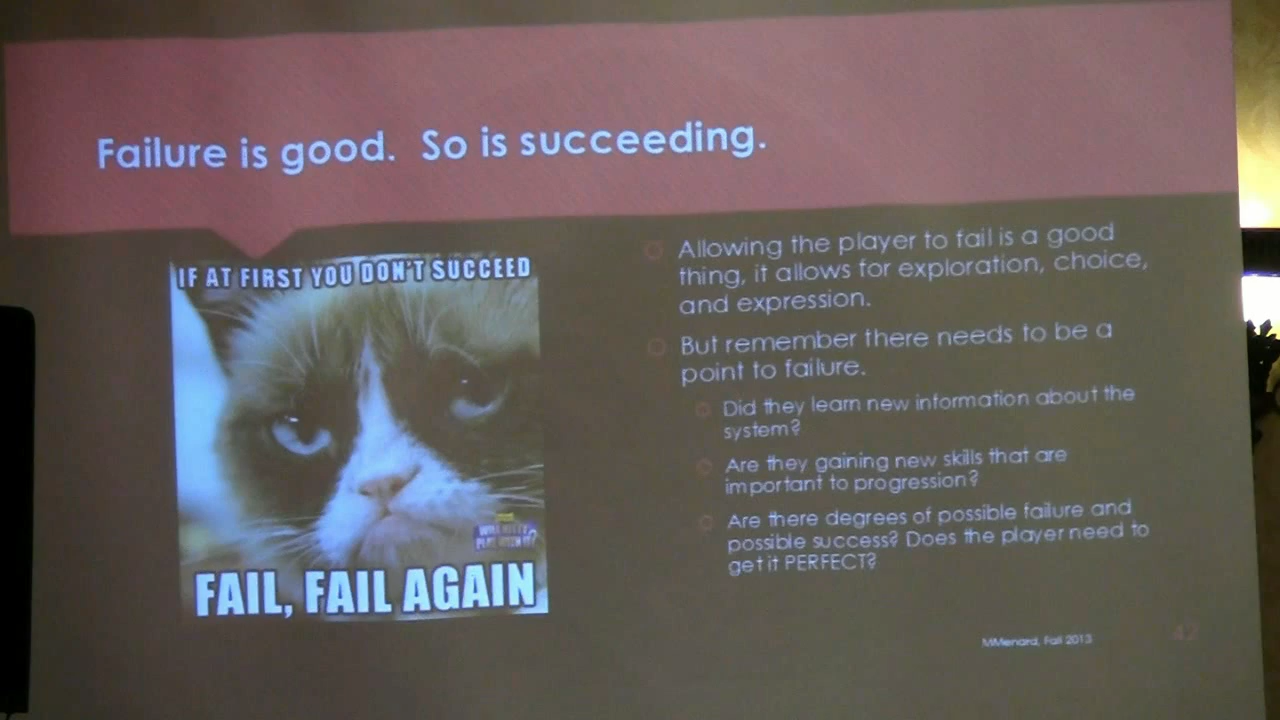 Failure is good. So is succeeding.
IF AT FIRST YOU DON'T SUCCEED
FAIL, FAIL AGAIN
Allowing the player to fail is a good
thing, it allows for exploration, choice,
and expression.
But remember there needs to be a
point to failure.
Did they learn new information about the
system?
Are they gaining new skills that are
important to progression?
Are there degrees of possible failure and
possible success? Does the player need to
get it PERFECT?
MMenard, Fall 2013
42